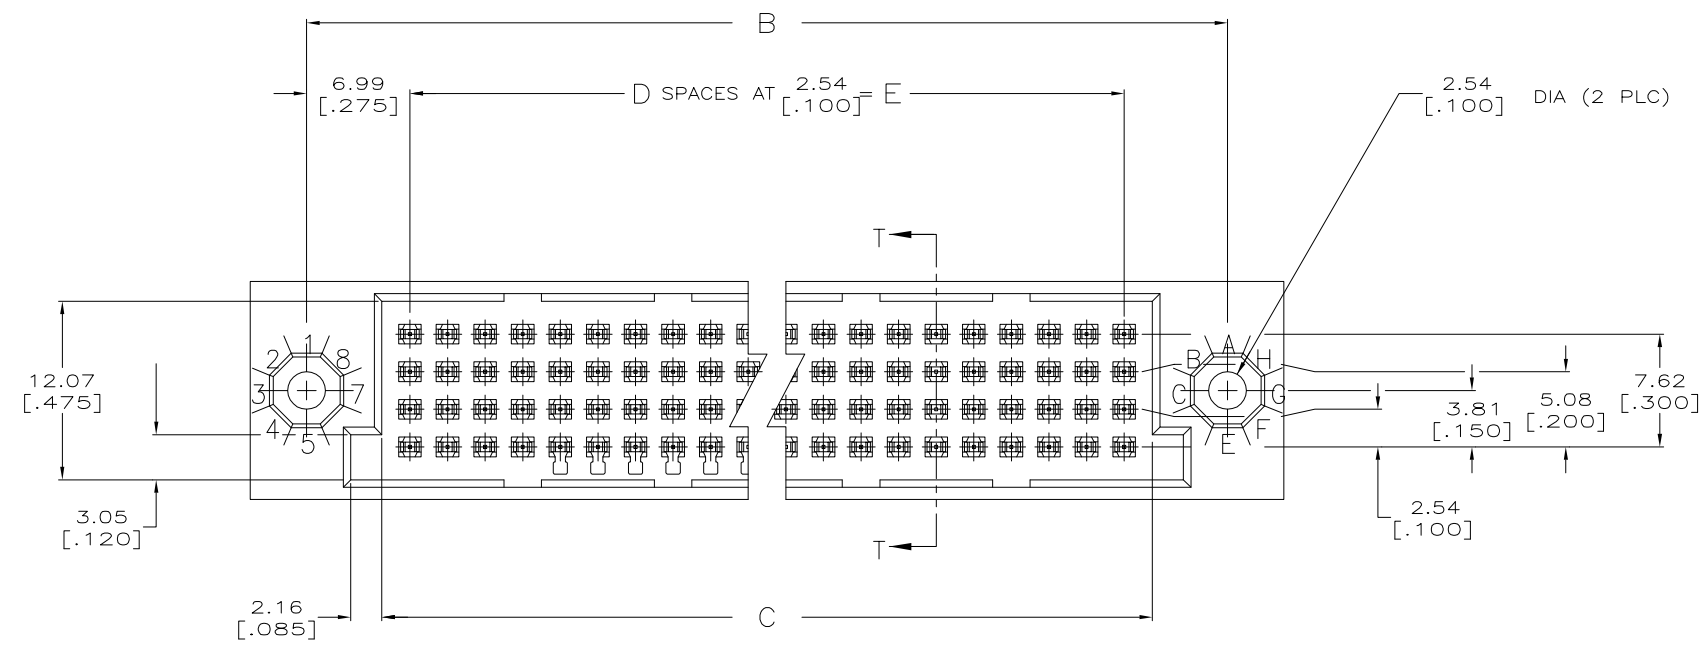 B
6.99
[.275]
D SPACES AT 2.54 [.100] = E
2.54
[.100]
DIA (2 PLC)
T
12.07
[.475]
1
2
8
3
7
4
5
A
B
H
C
G
F
E
7.62
[.300]
5.08
[.200]
3.81
[.150]
2.54
[.100]
3.05
[.120]
T
2.16
[.085]
C